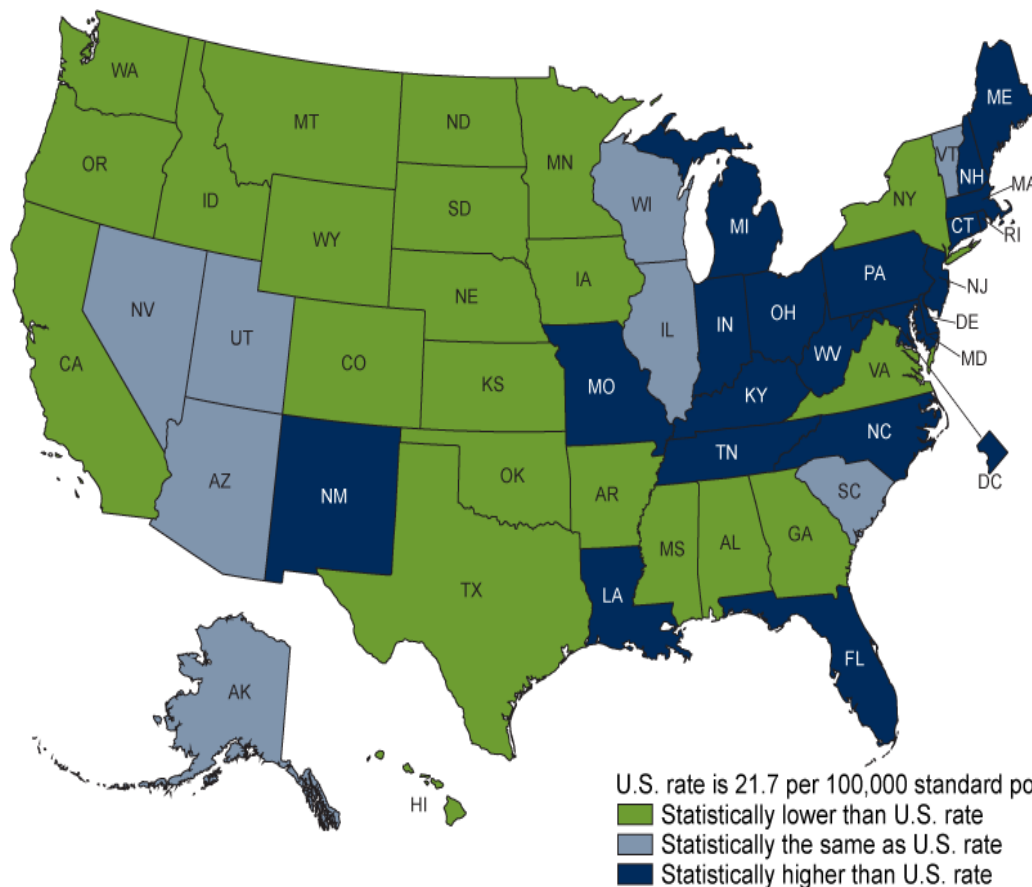 WA
MT
ND
MN
ME
OR
ID
SD
WI
VT
NH
NY
MA
WY
MI
CT
RI
IA
PA
NE
NJ
NV
OH
IN
IL
DE
UT
WV
MD
CA
CO
VA
KS
MO
KY
NC
TN
OK
AZ
NM
AR
SC
DC
MS
AL
GA
TX
LA
FL
AK
HI
U.S. rate is 21.7 per 100,000 standard po
Statistically lower than U.S. rate
Statistically the same as U.S. rate
Statistically higher than U.S. rate